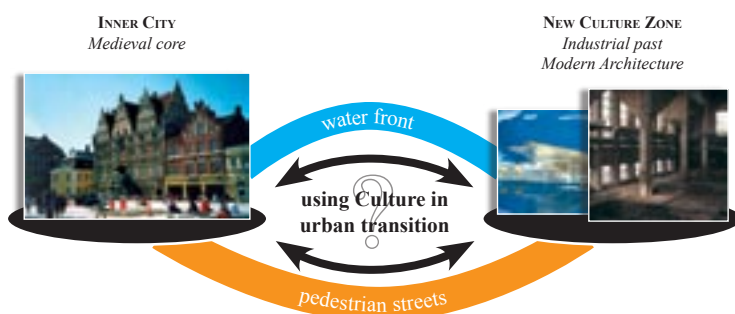 INNER CITY
Medieval core
NEW CULTURE ZONE
Industrial past
Modern Architecture
water front
?
using Culture in
urban transition
pedestrian streets